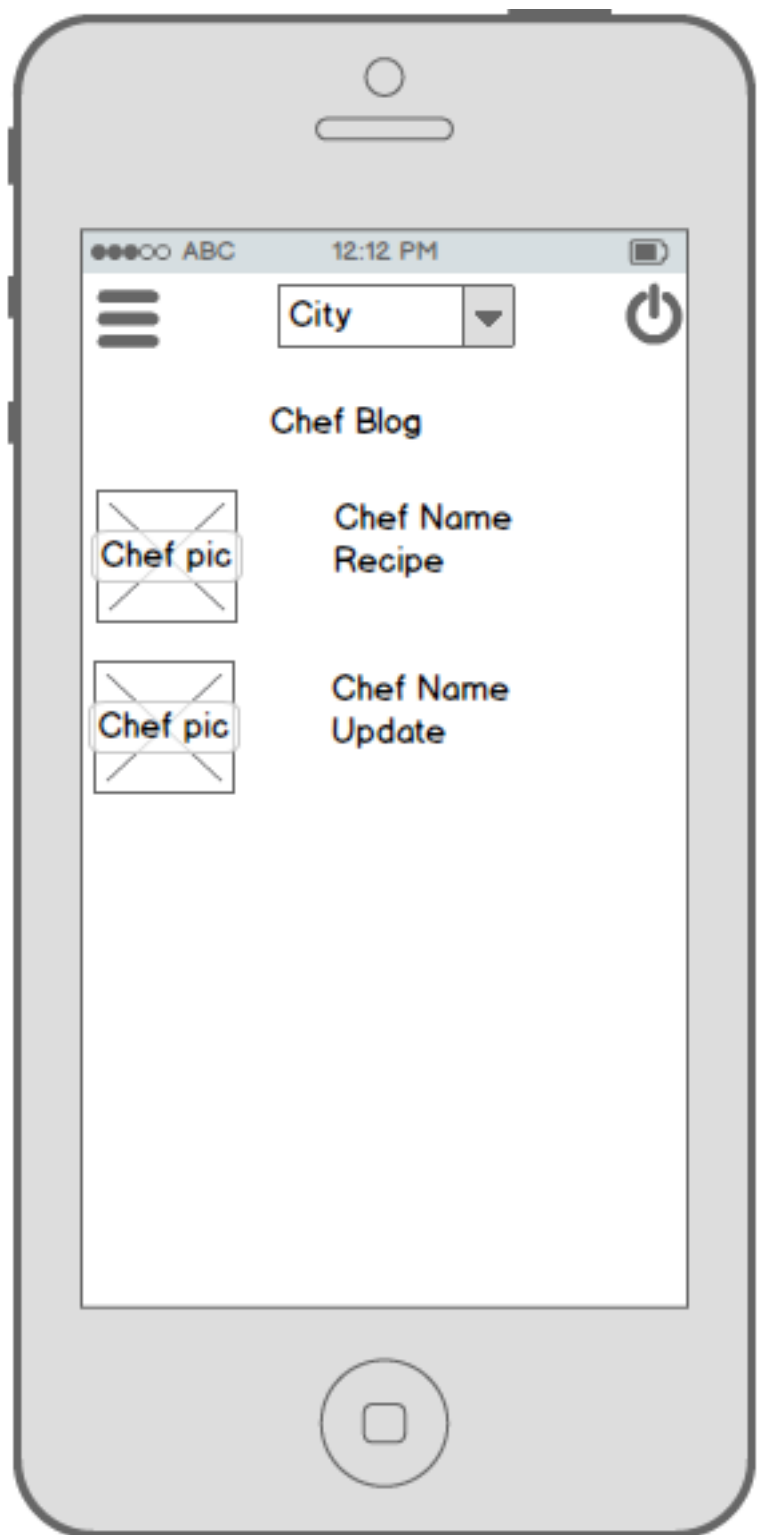 ABC 12:12 PM
City
Chef Blog
Chef pic
Chef Name
Recipe
Chef pic
Chef Name
Update